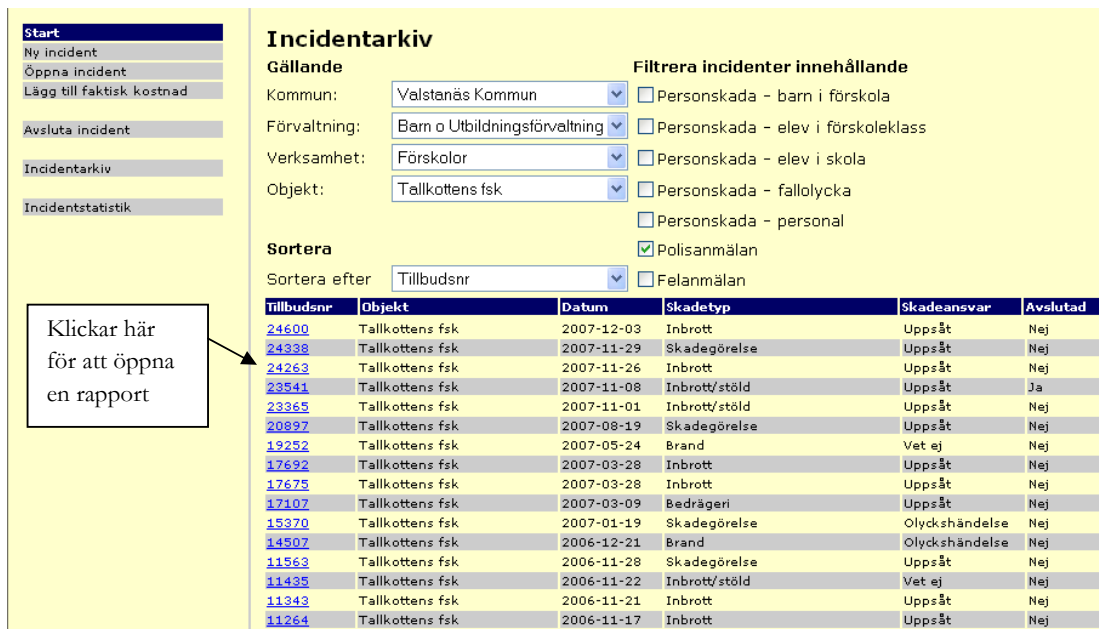 Start
Ny incident
Öppna incident
Lägg till faktisk kostnad
Avsluta incident
Incidentarkiv
Incidentstatistik
Klickar här
för att öppna
en rapport
Incidentarkiv
Gällande
Kommun: Valstanäs Kommun
Förvaltning: Barn o Utbildningsförvaltning
Verksamhet: Förskolor
Objekt: Tallkottens fsk
Sortera
Sortera efter Tillbudsnr
Filtrera incidenter innehållande
Personskada - barn i förskola
Personskada - elev i förskoleklass
Personskada - elev i skola
Personskada - fallolycka
Personskada - personal
Polisanmälan
Felanmälan
Tillbudsnr Objekt Datum Skadetyp Skadeansvar Avslutad
24600 Tallkottens fsk 2007-12-03 Inbrott Uppsåt Nej
24338 Tallkottens fsk 2007-11-29 Skadegörelse Uppsåt Nej
24263 Tallkottens fsk 2007-11-26 Inbrott Uppsåt Nej
23541 Tallkottens fsk 2007-11-08 Inbrott/stöld Uppsåt Ja
23365 Tallkottens fsk 2007-11-01 Inbrott/stöld Uppsåt Nej
20897 Tallkottens fsk 2007-08-19 Skadegörelse Uppsåt Nej
19252 Tallkottens fsk 2007-05-24 Brand Vet ej Nej
17692 Tallkottens fsk 2007-03-28 Inbrott Uppsåt Nej
17675 Tallkottens fsk 2007-03-28 Inbrott Uppsåt Nej
17107 Tallkottens fsk 2007-03-09 Bedrägeri Uppsåt Nej
15370 Tallkottens fsk 2007-01-19 Skadegörelse Olyckshändelse Nej
14507 Tallkottens fsk 2006-12-21 Brand Olyckshändelse Nej
11563 Tallkottens fsk 2006-11-28 Skadegörelse Uppsåt Nej
11435 Tallkottens fsk 2006-11-22 Inbrott/stöld Vet ej Nej
11343 Tallkottens fsk 2006-11-21 Inbrott Uppsåt Nej
11264 Tallkottens fsk 2006-11-17 Inbrott Uppsåt Nej